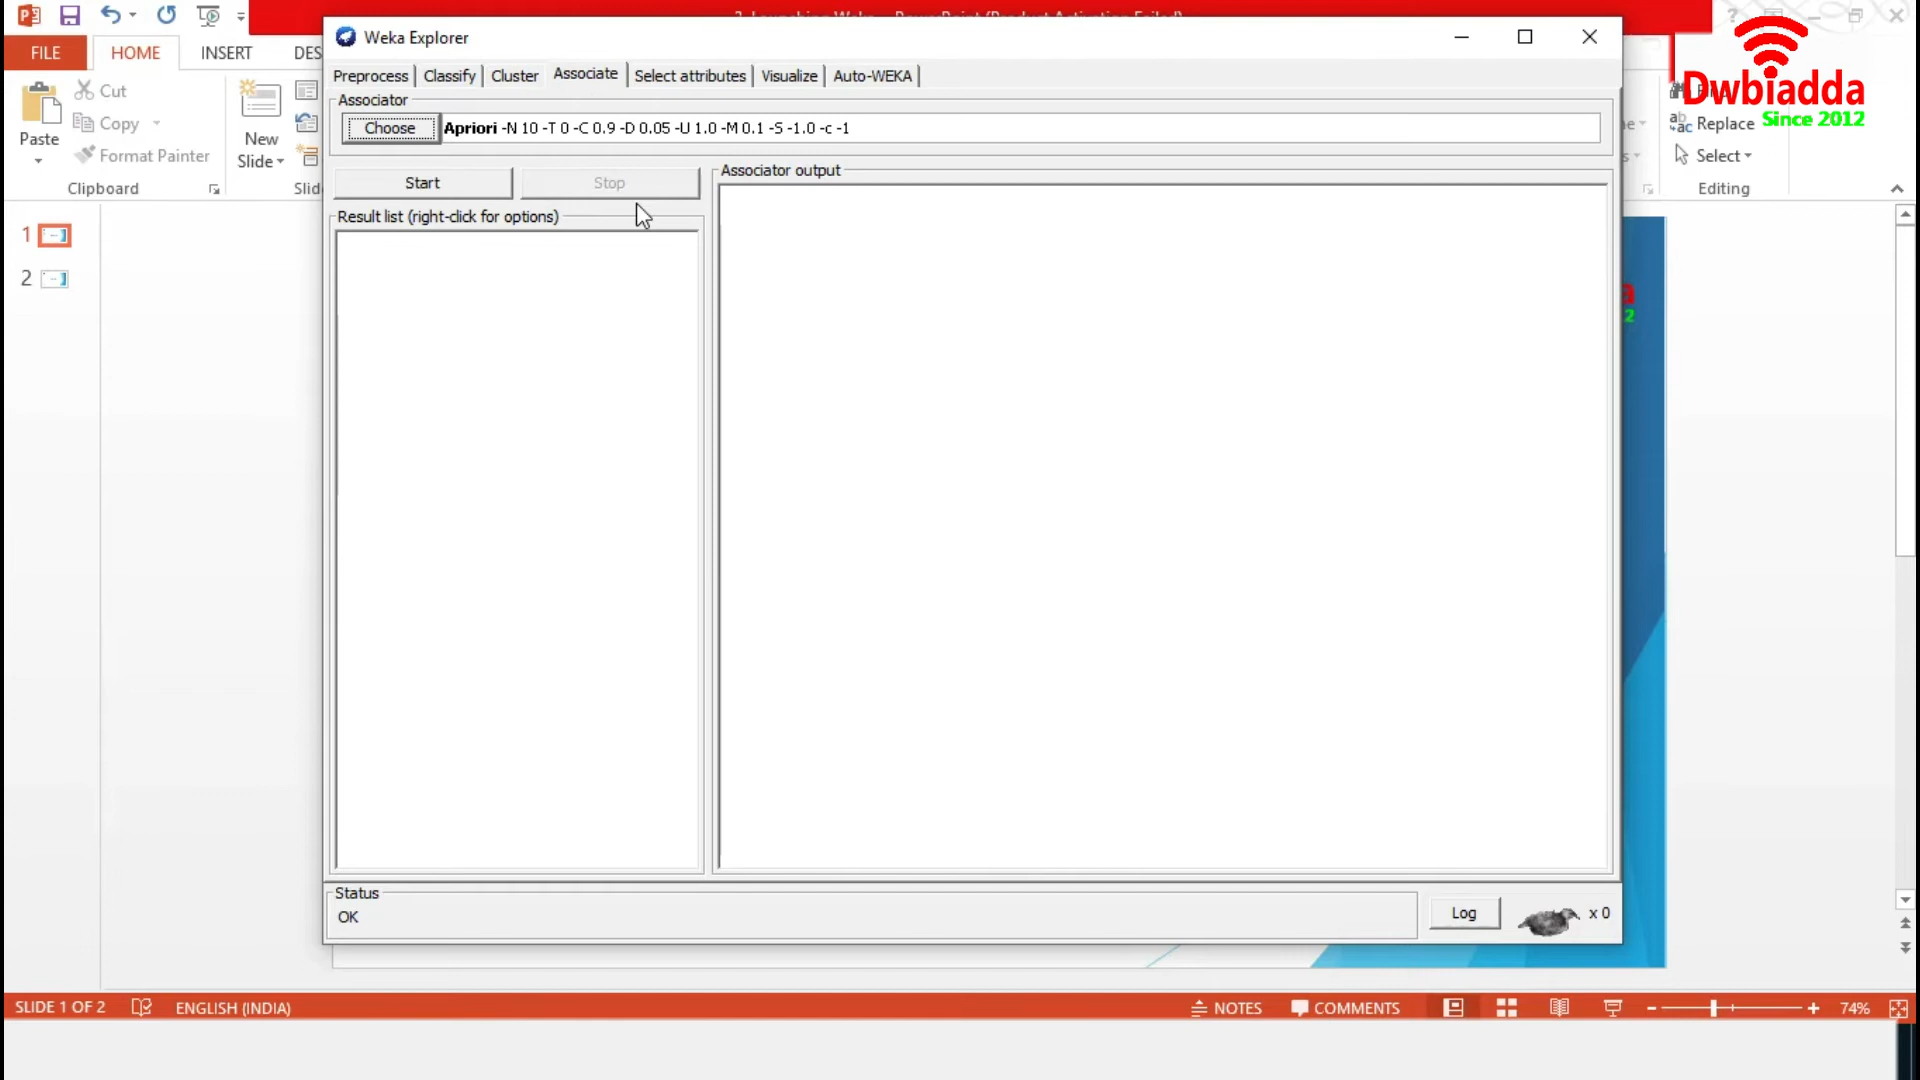 FILE
HOME
INSERT
DES
Cut
Copy
Format Painter
Paste
New
Slide
Clipboard
Slid
Weka Explorer
Preprocess
Classify
Cluster
Associate
Select attributes
Visualize
Auto-WEKA
Associator
Choose
Apriori -N 10 -T 0 -C 0.9 -D 0.05 -U 1.0 -M 0.1 -S -1.0 -c -1
Start
Stop
Result list (right-click for options)
Associator output
Status
OK
Log
x 0
Dwbiadda
Since 2012
Replace
Select
Editing
1
2
a
2
SLIDE 1 OF 2
ENGLISH (INDIA)
NOTES
COMMENTS
74%